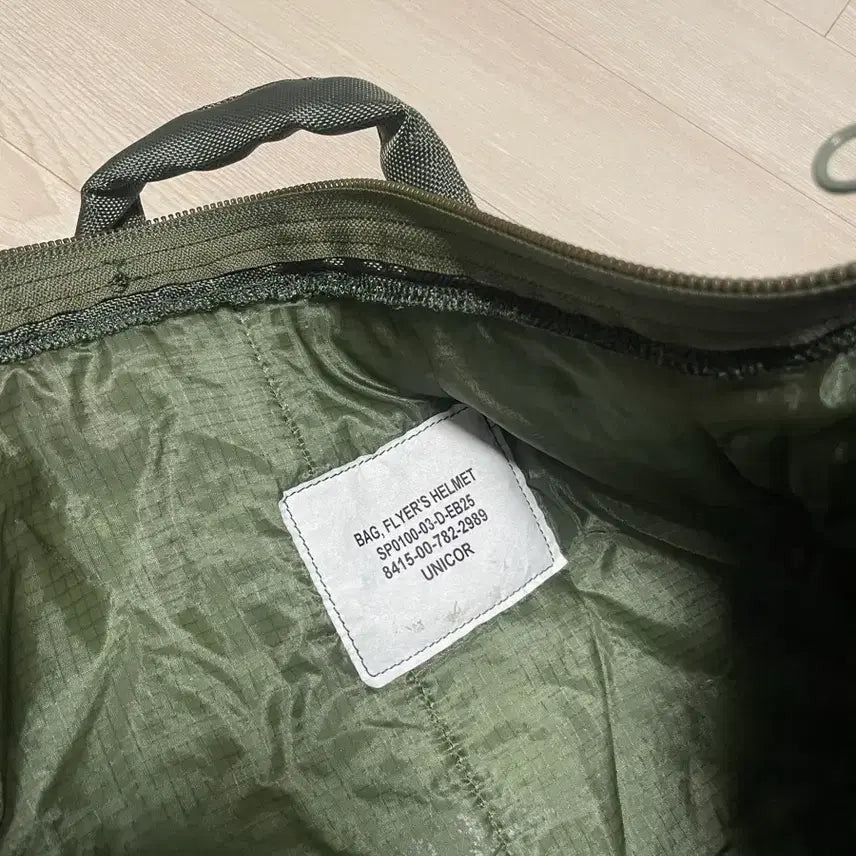 BAG, FLYER'S HELMET
SP0100-03-D-EB25
8415-00-782-2989
UNICOR